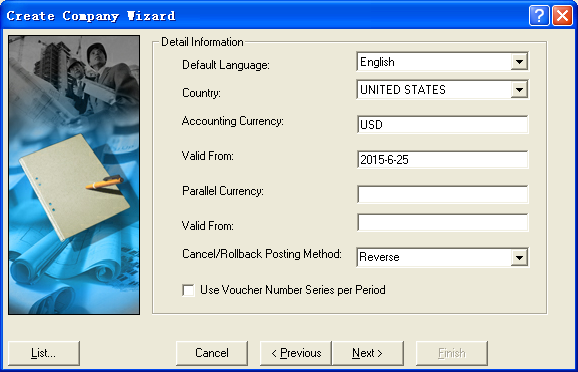 Create Company Wizard
Detail Information
Default Language: English
Country: UNITED STATES
Accounting Currency: USD
Valid From: 2015-6-25
Parallel Currency:
Valid From:
Cancel/Rollback Posting Method: Reverse
Use Voucher Number Series per Period
List... Cancel < Previous Next > Finish